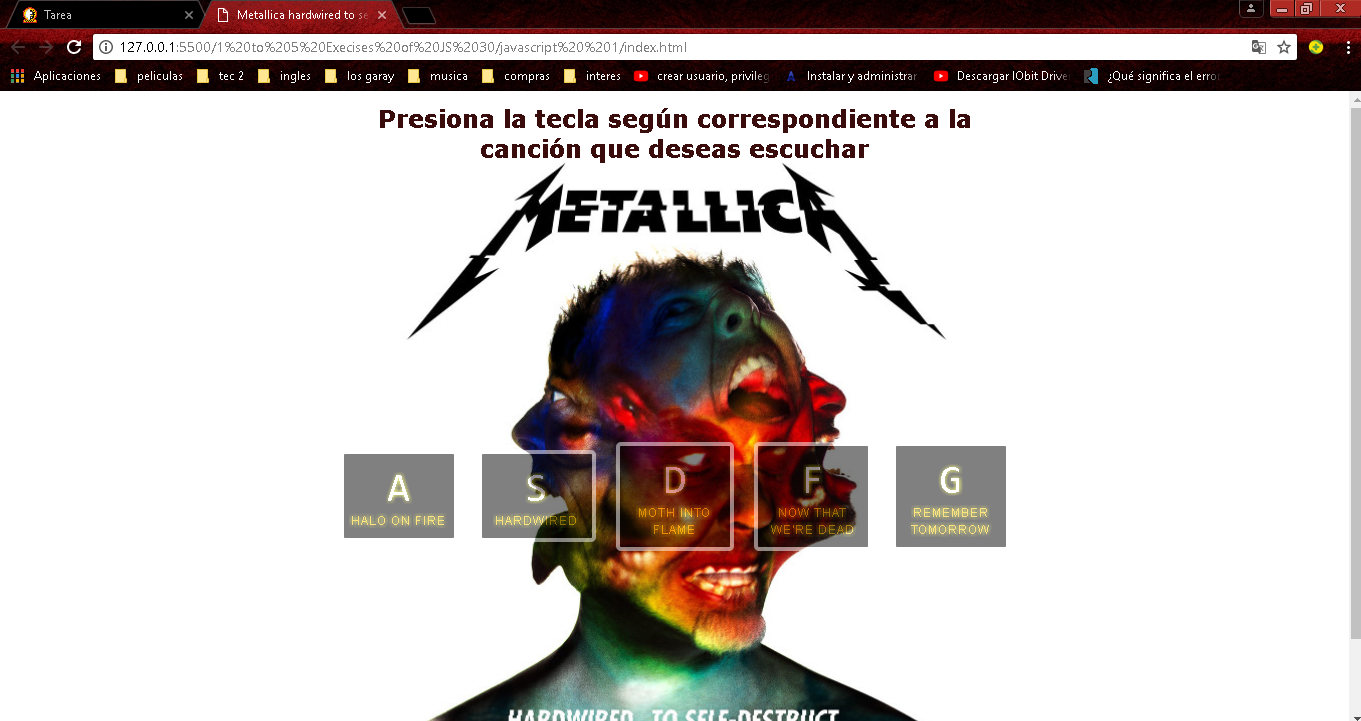 Tarea
Metallica hardwired to se
127.0.0.1:5500/1%20to%205%20Execises%20of%20JS%2030/javascript%20%201/index.html
Aplicaciones peliculas tec 2 ingles los garay musica compras interes crear usuario, privileg Instalar y administrar Descargar IObit Drive ¿Qué significa el erro
Presiona la tecla según correspondiente a la
canción que deseas escuchar
METALLICA
A
HALO ON FIRE
S
HARDWIRED
D
MOTH INTO
FLAME
F
NOW THAT
WE'RE DEAD
G
REMEMBER
TOMORROW
HARDWIRED...TO SELF-DESTRUCT